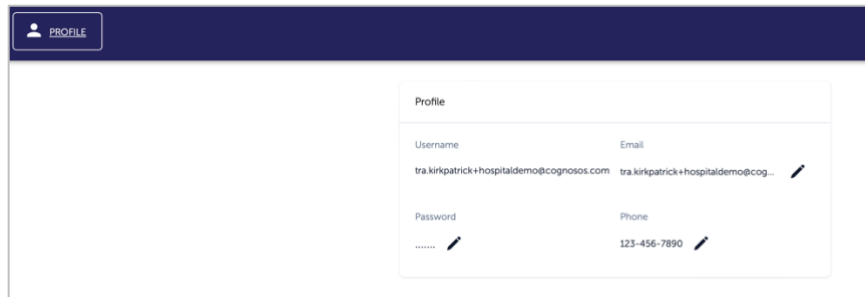 PROFILE
Profile
Username Email
tra.kirkpatrick+hospitaldemo@cognosos.com tra.kirkpatrick+hospitaldemo@cog...
Password Phone
....... 123-456-7890